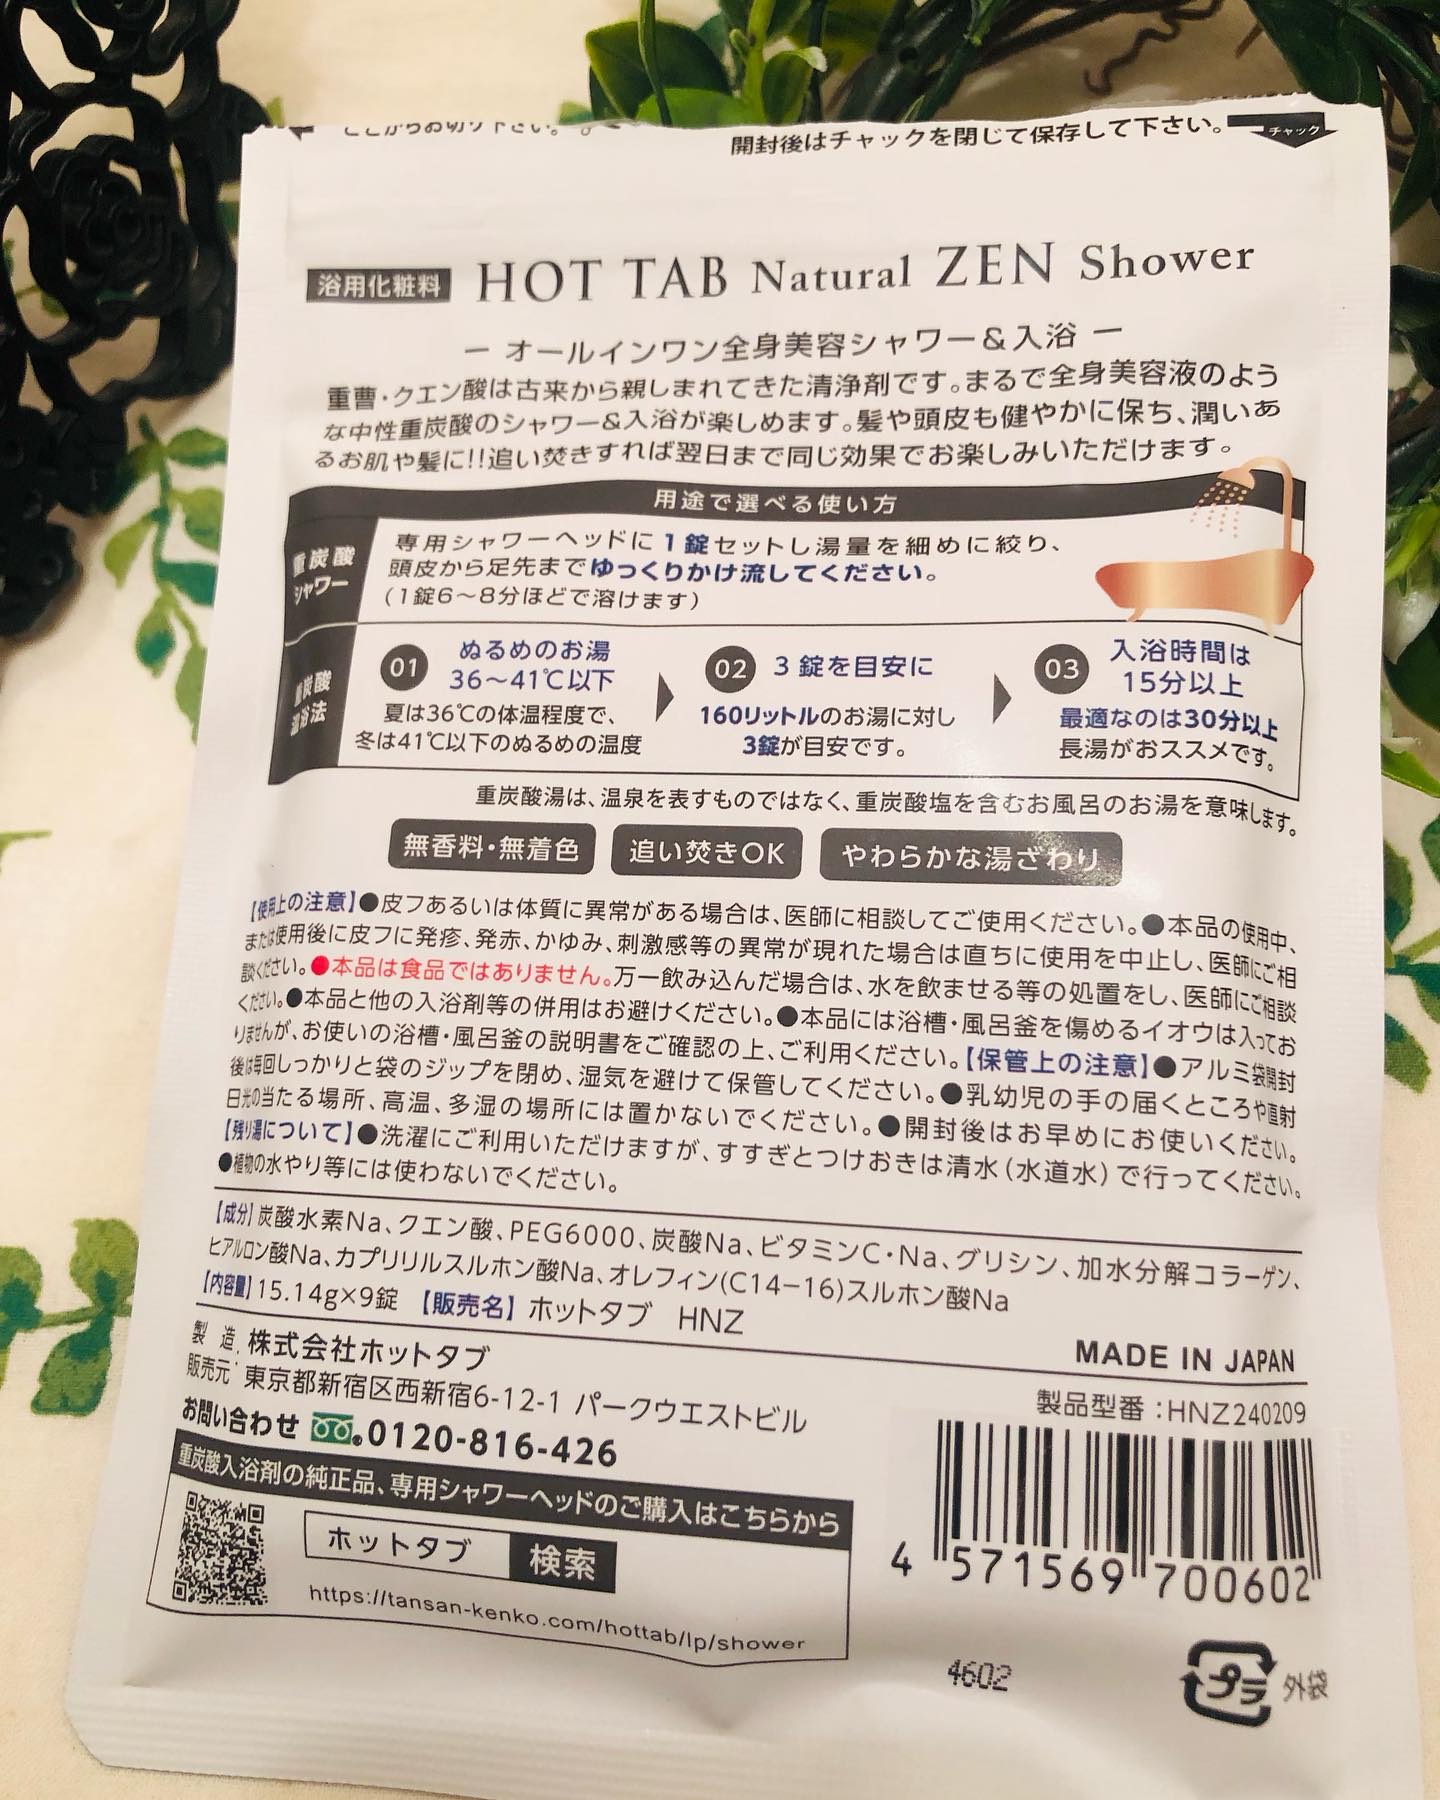 ここからお切り下さい。
開封後はチャックを閉じて保存して下さい。
チャック
浴用化粧料 HOT TAB Natural ZEN Shower
ー オールインワン全身美容シャワー&入浴 ー
重曹・クエン酸は古来から親しまれてきた清浄剤です。まるで全身美容液のよう
な中性重炭酸のシャワー&入浴が楽しめます。髪や頭皮も健やかに保ち、潤いあ
るお肌や髪に!!追い焚きすれば翌日まで同じ効果でお楽しみいただけます。
用途で選べる使い方
重炭酸
シャワー
専用シャワーヘッドに1錠セットし湯量を細めに絞り、
頭皮から足先までゆっくりかけ流してください。
(1錠6〜8分ほどで溶けます)
重炭酸
温浴法
01 ぬるめのお湯
36〜41℃以下
夏は36℃の体温程度で、
冬は41℃以下のぬるめの温度
02 3錠を目安に
160リットルのお湯に対し
3錠が目安です。
03 入浴時間は
15分以上
最適なのは30分以上
長湯がおススメです。
重炭酸湯は、温泉を表すものではなく、重炭酸塩を含むお風呂のお湯を意味します。
無香料・無着色 追い焚きOK やわらかな湯ざわり
【使用上の注意】●皮フあるいは体質に異常がある場合は、医師に相談してご使用ください。●本品の使用中、
または使用後に皮フに発疹、発赤、かゆみ、刺激感等の異常が現れた場合は直ちに使用を中止し、医師にご相
談ください。●本品は食品ではありません。万一飲み込んだ場合は、水を飲ませる等の処置をし、医師にご相談
ください。●本品と他の入浴剤等の併用はお避けください。●本品には浴槽・風呂釜を傷めるイオウは入ってお
りませんが、お使いの浴槽・風呂釜の説明書をご確認の上、ご利用ください。【保管上の注意】●アルミ袋開封
後は毎回しっかりと袋のジップを閉め、湿気を避けて保管してください。●乳幼児の手の届くところや直射
日光の当たる場所、高温、多湿の場所には置かないでください。●開封後はお早めにお使いください。
【残り湯について】●洗濯にご利用いただけますが、すすぎとつけおきは清水(水道水)で行ってください。
●植物の水やり等には使わないでください。
【成分】炭酸水素Na、クエン酸、PEG6000、炭酸Na、ビタミンC・Na、グリシン、加水分解コラーゲン、
ヒアルロン酸Na、カプリリルスルホン酸Na、オレフィン(C14−16)スルホン酸Na
【内容量】15.14g×9錠 【販売名】ホットタブ HNZ
MADE IN JAPAN
製造
販売元:株式会社ホットタブ
東京都新宿区西新宿6-12-1 パークウエストビル
製品型番:HNZ240209
お問い合わせ 0120-816-426
重炭酸入浴剤の純正品、専用シャワーヘッドのご購入はこちらから
ホットタブ 検索
https://tansan-kenko.com/hottab/lp/shower
4 571569 700602
4602
プラ 外袋